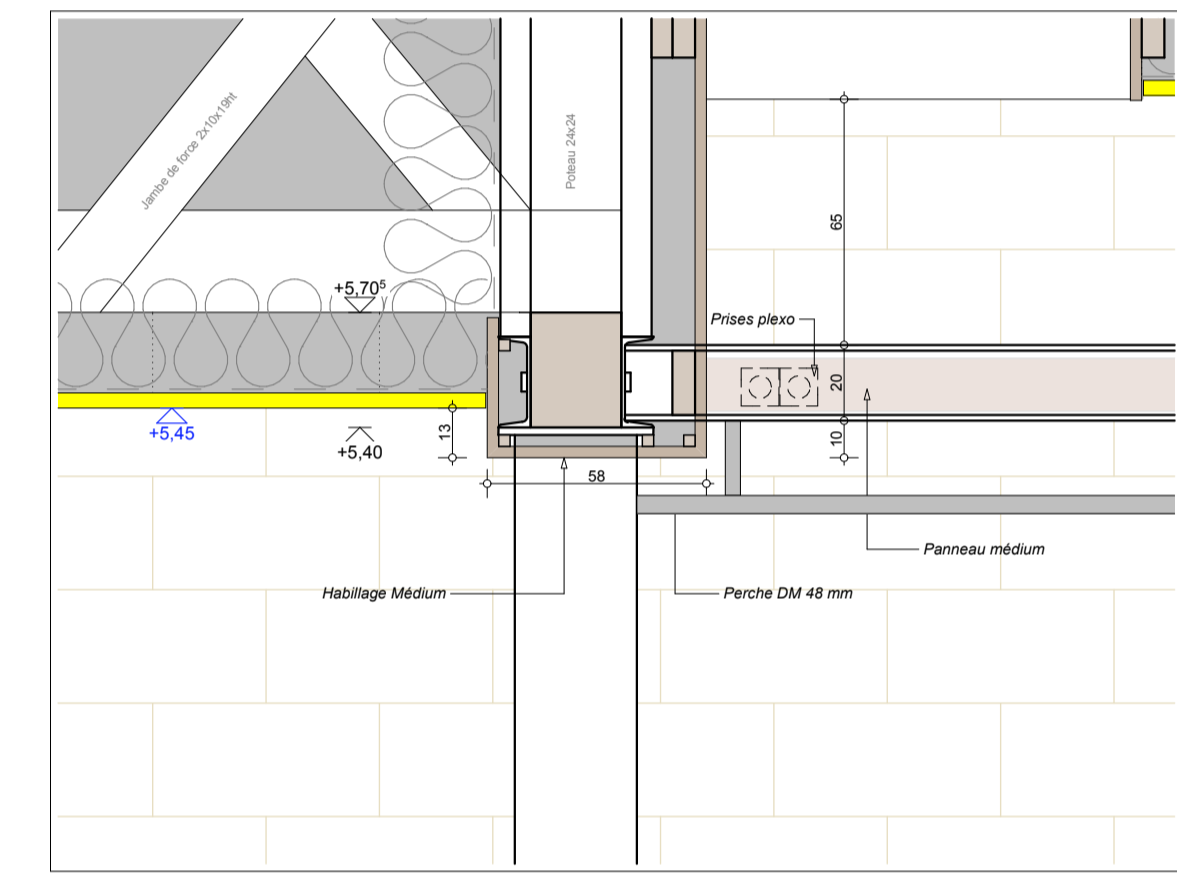 Jambe de force 2x10x19ht
Poteau 24x24
65
+5,70⁵
Prises plexo
20
+5,45
13
+5,40
10
58
Panneau médium
Habillage Médium
Perche DM 48 mm